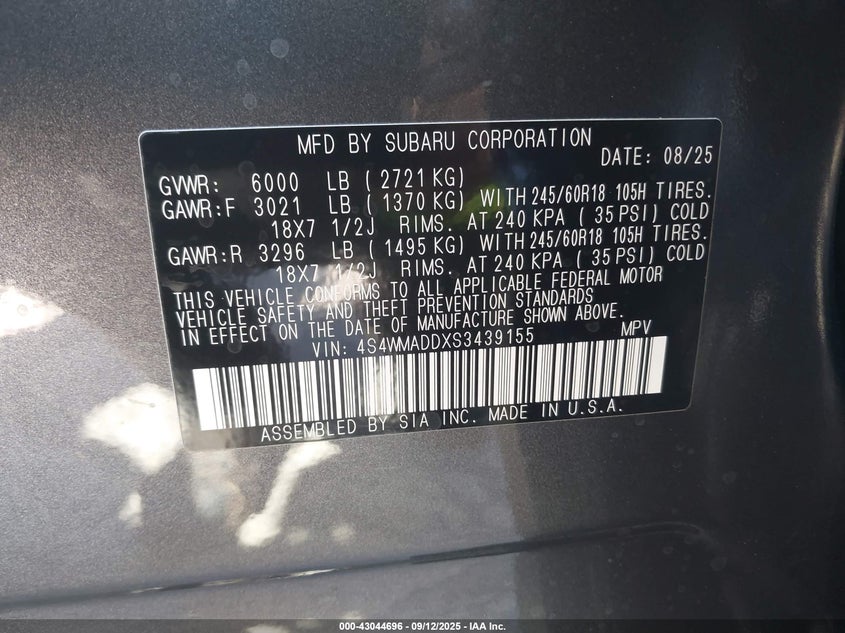 MFD BY SUBARU CORPORATION
DATE: 08/25
GVWR: 6000 LB ( 2721 KG)
GAWR:F 3021 LB ( 1370 KG) WITH 245/60R18 105H TIRES.
18X7 1/2J RIMS. AT 240 KPA ( 35 PSI) COLD
GAWR:R 3296 LB ( 1495 KG) WITH 245/60R18 105H TIRES.
18X7 1/2J RIMS. AT 240 KPA ( 35 PSI) COLD
THIS VEHICLE CONFORMS TO ALL APPLICABLE FEDERAL MOTOR
VEHICLE SAFETY AND THEFT PREVENTION STANDARDS
IN EFFECT ON THE DATE OF MANUFACTURE SHOWN ABOVE.
VIN: 4S4WMADDXS3439155 MPV
ASSEMBLED BY SIA INC. MADE IN U.S.A.
000-43044696 - 09/12/2025 - IAA Inc.